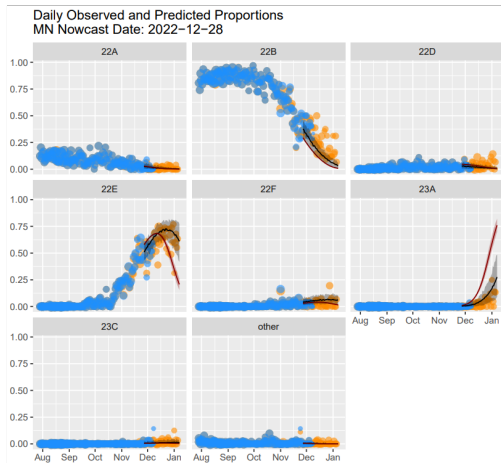 Daily Observed and Predicted Proportions
MN Nowcast Date: 2022−12−28
22A 22B 22D
1.00
0.75
0.50
0.25
0.00
22E 22F 23A
1.00
0.75
0.50
0.25
0.00
Aug Sep Oct Nov Dec Jan
23C other
1.00
0.75
0.50
0.25
0.00
Aug Sep Oct Nov Dec Jan Aug Sep Oct Nov Dec Jan